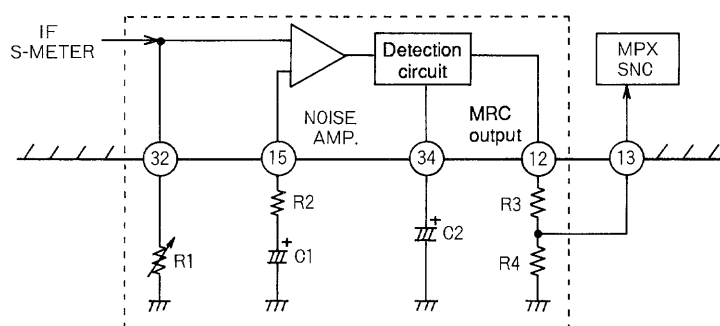 IF
S-METER
Detection
circuit
MPX
SNC
NOISE
AMP.
MRC
output
32
15
34
12
13
R2
R3
C1
C2
R1
R4
+
+